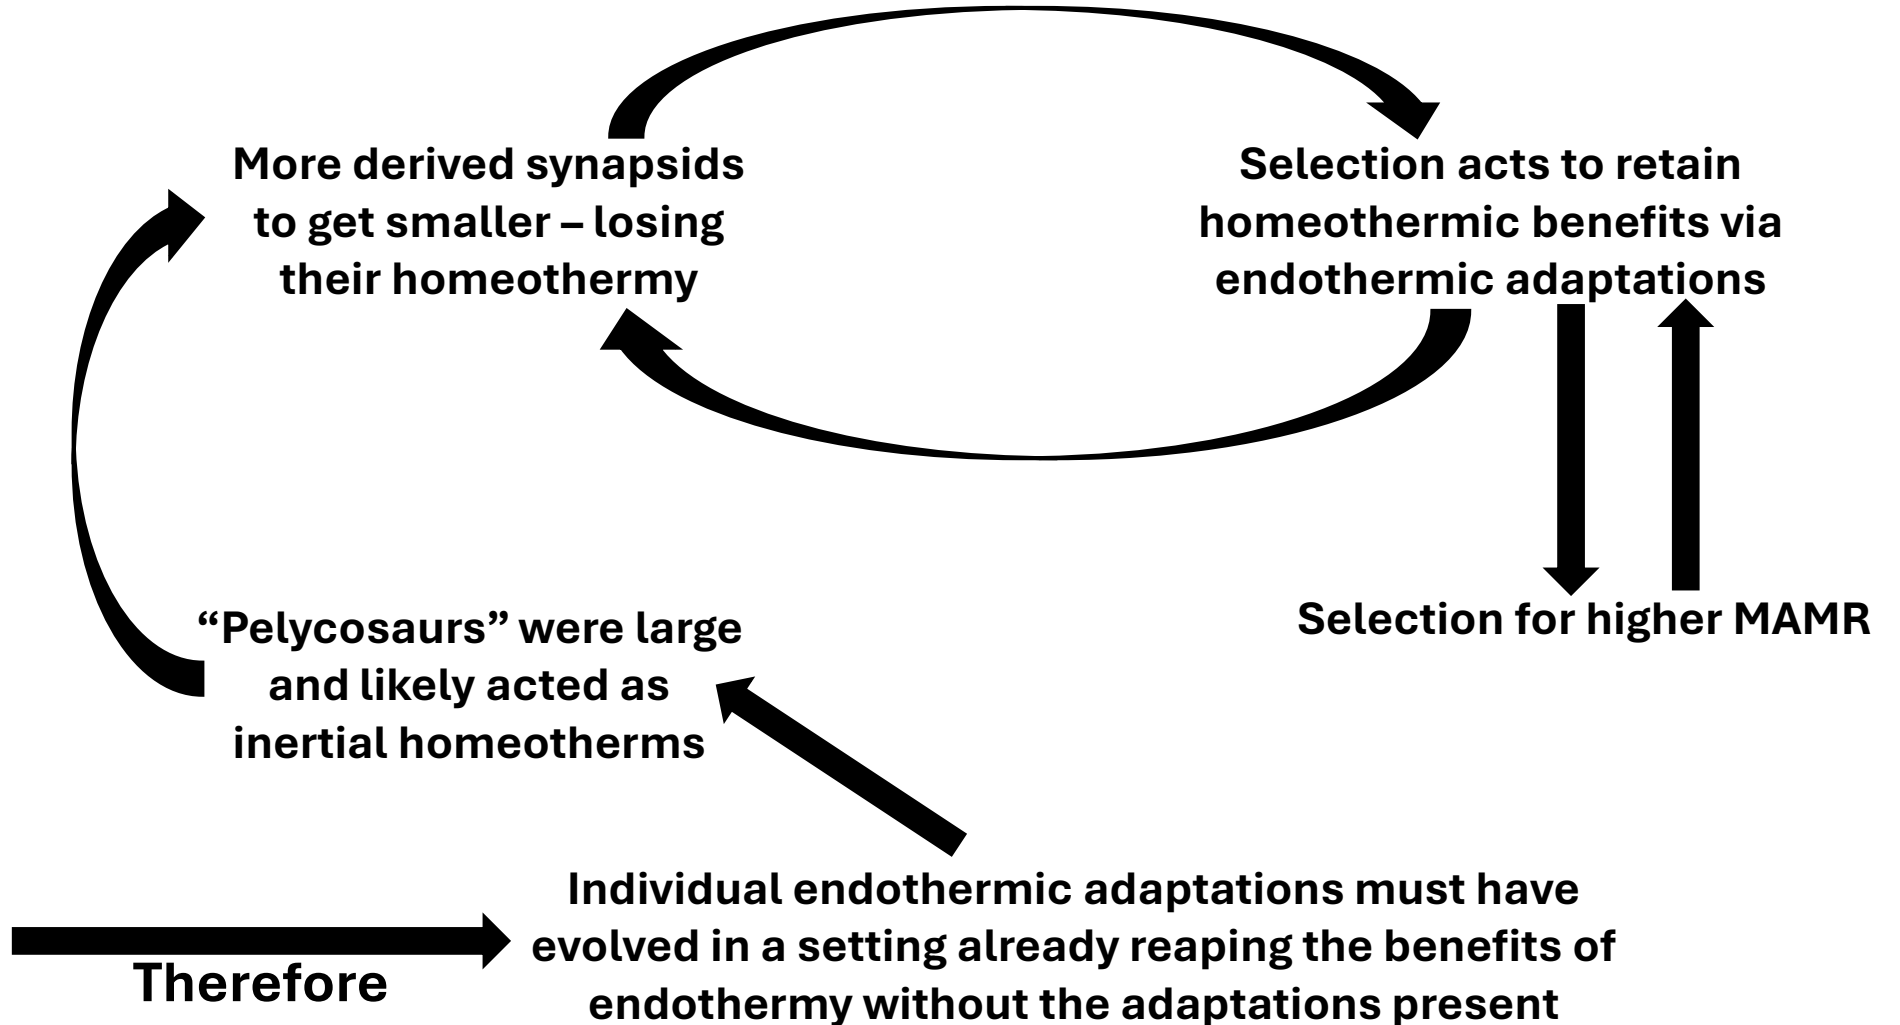 More derived synapsids
to get smaller – losing
their homeothermy
Selection acts to retain
homeothermic benefits via
endothermic adaptations
Selection for higher MAMR
“Pelycosaurs” were large
and likely acted as
inertial homeotherms
Therefore
Individual endothermic adaptations must have
evolved in a setting already reaping the benefits of
endothermy without the adaptations present